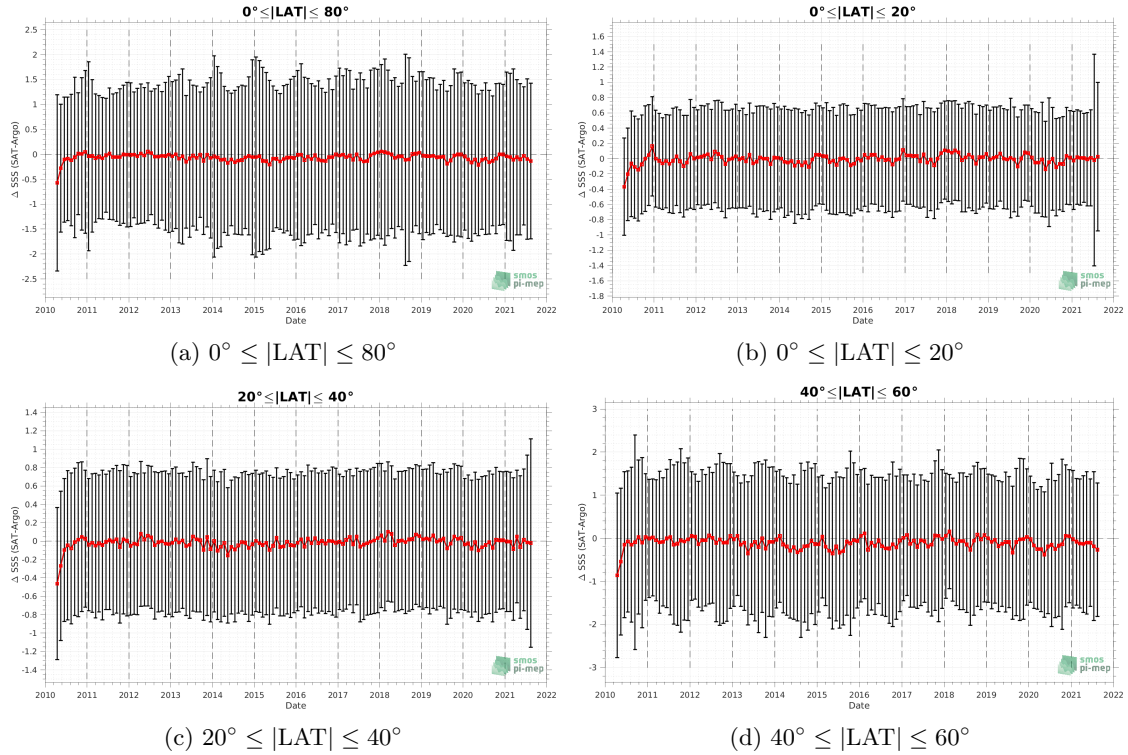 0°≤|LAT|≤ 80°
2.5
2
1.5
1
0.5
0
-0.5
-1
-1.5
-2
-2.5
Δ SSS (SAT-Argo)
2010 2011 2012 2013 2014 2015 2016 2017 2018 2019 2020 2021 2022
Date
smos
pi-mep
(a) 0° ≤ |LAT| ≤ 80°
0°≤|LAT|≤ 20°
1.6
1.4
1.2
1
0.8
0.6
0.4
0.2
0
-0.2
-0.4
-0.6
-0.8
-1
-1.2
-1.4
-1.6
-1.8
Δ SSS (SAT-Argo)
2010 2011 2012 2013 2014 2015 2016 2017 2018 2019 2020 2021 2022
Date
smos
pi-mep
(b) 0° ≤ |LAT| ≤ 20°
20°≤|LAT|≤ 40°
1.4
1.2
1
0.8
0.6
0.4
0.2
0
-0.2
-0.4
-0.6
-0.8
-1
-1.2
-1.4
Δ SSS (SAT-Argo)
2010 2011 2012 2013 2014 2015 2016 2017 2018 2019 2020 2021 2022
Date
smos
pi-mep
(c) 20° ≤ |LAT| ≤ 40°
40°≤|LAT|≤ 60°
3
2
1
0
-1
-2
-3
Δ SSS (SAT-Argo)
2010 2011 2012 2013 2014 2015 2016 2017 2018 2019 2020 2021 2022
Date
smos
pi-mep
(d) 40° ≤ |LAT| ≤ 60°